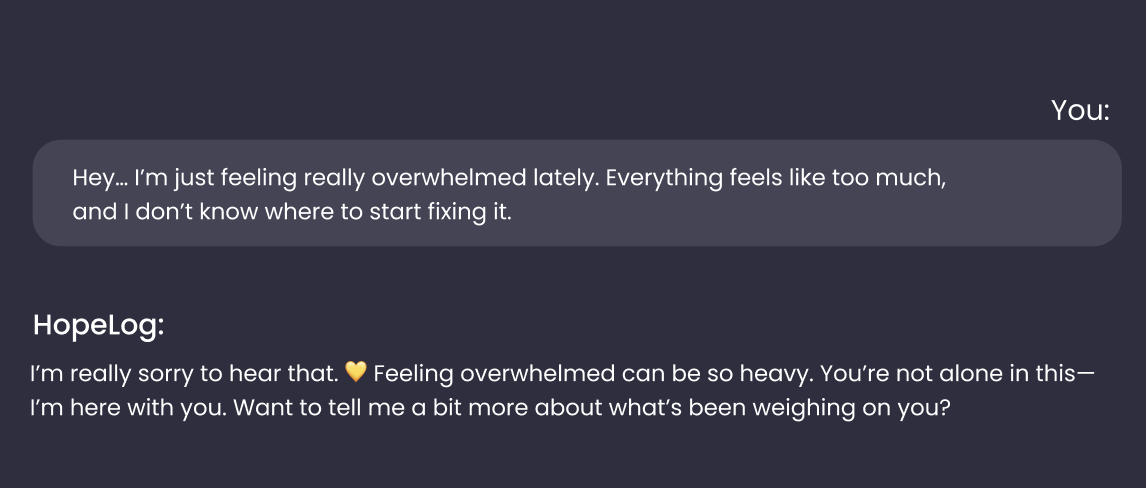 You:
Hey... I’m just feeling really overwhelmed lately. Everything feels like too much,
and I don’t know where to start fixing it.
HopeLog:
I’m really sorry to hear that. 💛 Feeling overwhelmed can be so heavy. You’re not alone in this—
I’m here with you. Want to tell me a bit more about what’s been weighing on you?